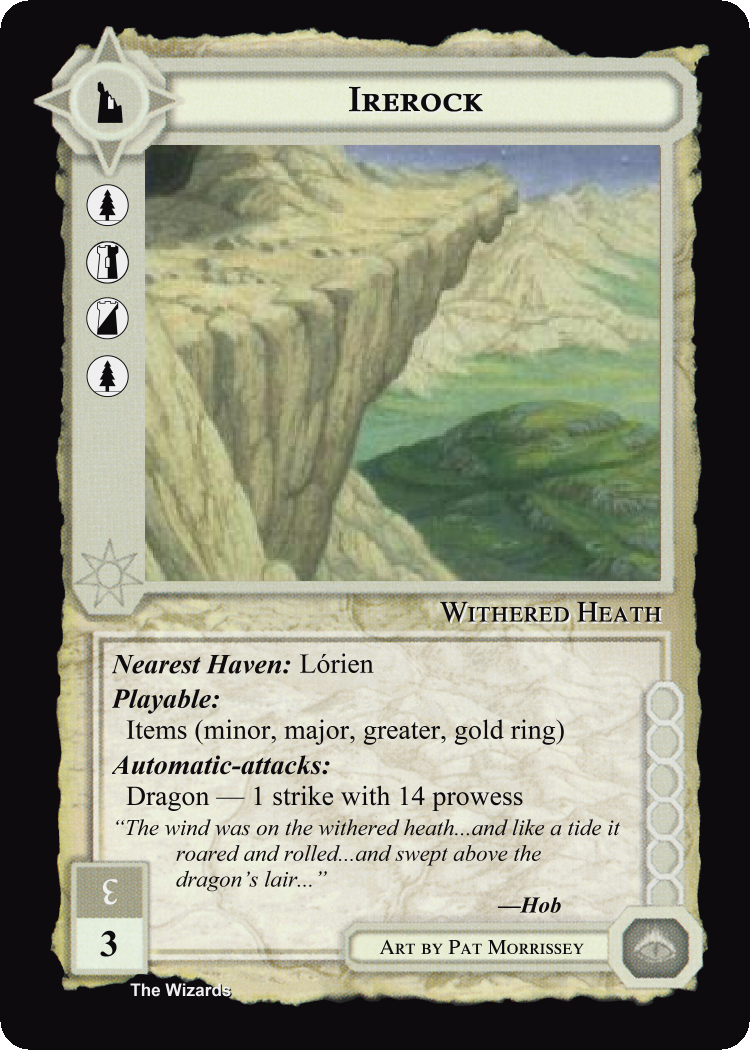 Irerock
Withered Heath
Nearest Haven: Lórien
Playable:
Items (minor, major, greater, gold ring)
Automatic-attacks:
Dragon — 1 strike with 14 prowess
“The wind was on the withered heath...and like a tide it
roared and rolled...and swept above the
dragon’s lair...”
—Hob
3
Art by Pat Morrissey
The Wizards